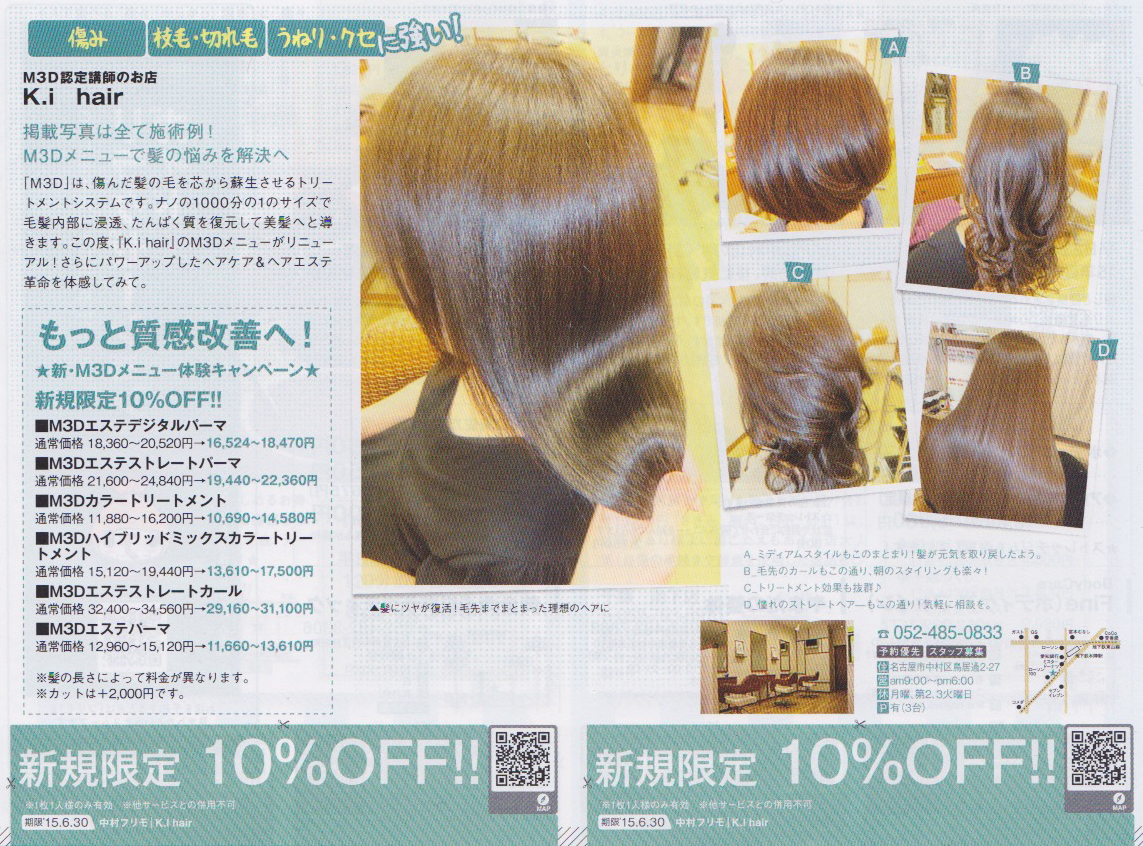 傷み 枝毛・切れ毛 うねり・クセ に強い!
M3D認定講師のお店
K.i hair
掲載写真は全て施術例!
M3Dメニューで髪の悩みを解決へ
「M3D」は、傷んだ髪の毛を芯から蘇生させるトリー
トメントシステムです。ナノの1000分の1のサイズで
毛髪内部に浸透、たんぱく質を復元して美髪へと導
きます。この度、『K.i hair』のM3Dメニューがリニュー
アル!さらにパワーアップしたヘアケア&ヘアエステ
革命を体感してみて。
もっと質感改善へ!
★新・M3Dメニュー体験キャンペーン★
新規限定10%OFF!!
■M3Dエステデジタルパーマ
通常価格 18,360〜20,520円→16,524〜18,470円
■M3Dエステストレートパーマ
通常価格 21,600〜24,840円→19,440〜22,360円
■M3Dカラートリートメント
通常価格 11,880〜16,200円→10,690〜14,580円
■M3Dハイブリッドミックスカラートリー
トメント
通常価格 15,120〜19,440円→13,610〜17,500円
■M3Dエステストレートカール
通常価格 32,400〜34,560円→29,160〜31,100円
■M3Dエステパーマ
通常価格 12,960〜15,120円→11,660〜13,610円
※髪の長さによって料金が異なります。
※カットは+2,000円です。
▲髪にツヤが復活!毛先までまとまった理想のヘアに
A
B
C
D
A_ミディアムスタイルもこのまとまり!髪が元気を取り戻したよう。
B_毛先のカールもこの通り、朝のスタイリングも楽々!
C_トリートメント効果も抜群♪
D_憧れのストレートヘア―もこの通り!気軽に相談を。
☎ 052-485-0833
予約優先 スタッフ募集
住 名古屋市中村区鳥居通2-27
営 am9:00〜pm6:00
休 月曜、第2.3火曜日
P 有(3台)
ガスト
GS
ローソン
ローソン
100
セブン
イレブン
コメダ
新規限定 10%OFF!!
※1枚1人様のみ有効 ※他サービスとの併用不可
期限'15.6.30 中村フリモ | K.I hair
MAP
新規限定 10%OFF!!
※1枚1人様のみ有効 ※他サービスとの併用不可
期限'15.6.30 中村フリモ | K.I hair
MAP